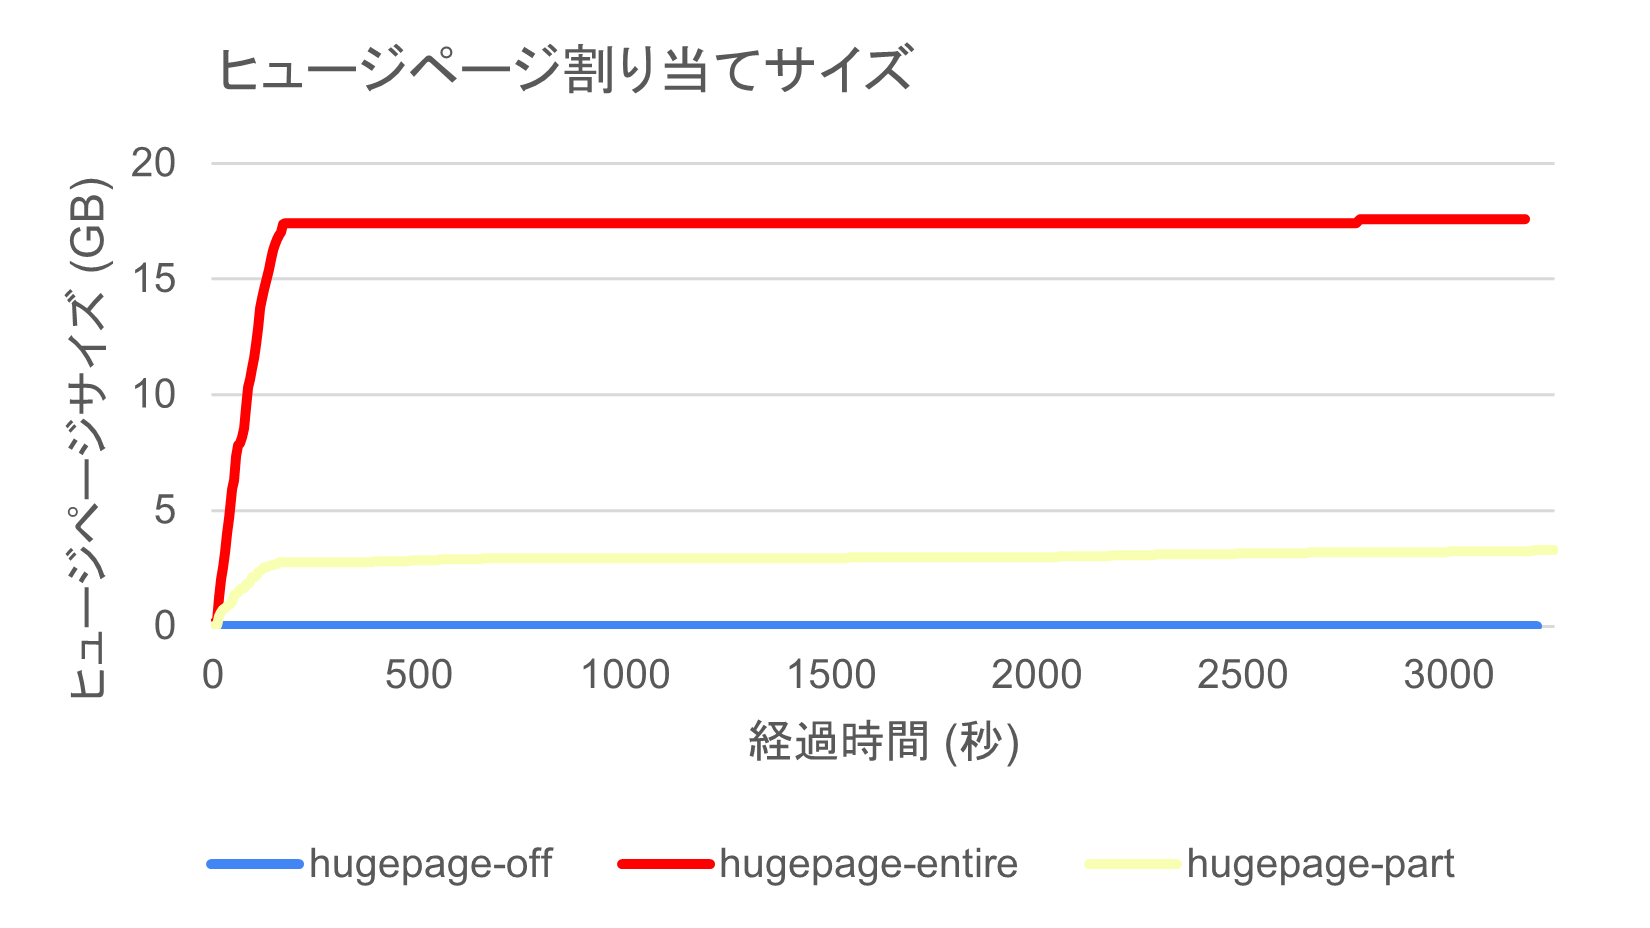 ヒュージページ割り当てサイズ
ヒュージページサイズ (GB)
20
15
10
5
0
0 500 1000 1500 2000 2500 3000
経過時間 (秒)
hugepage-off hugepage-entire hugepage-part